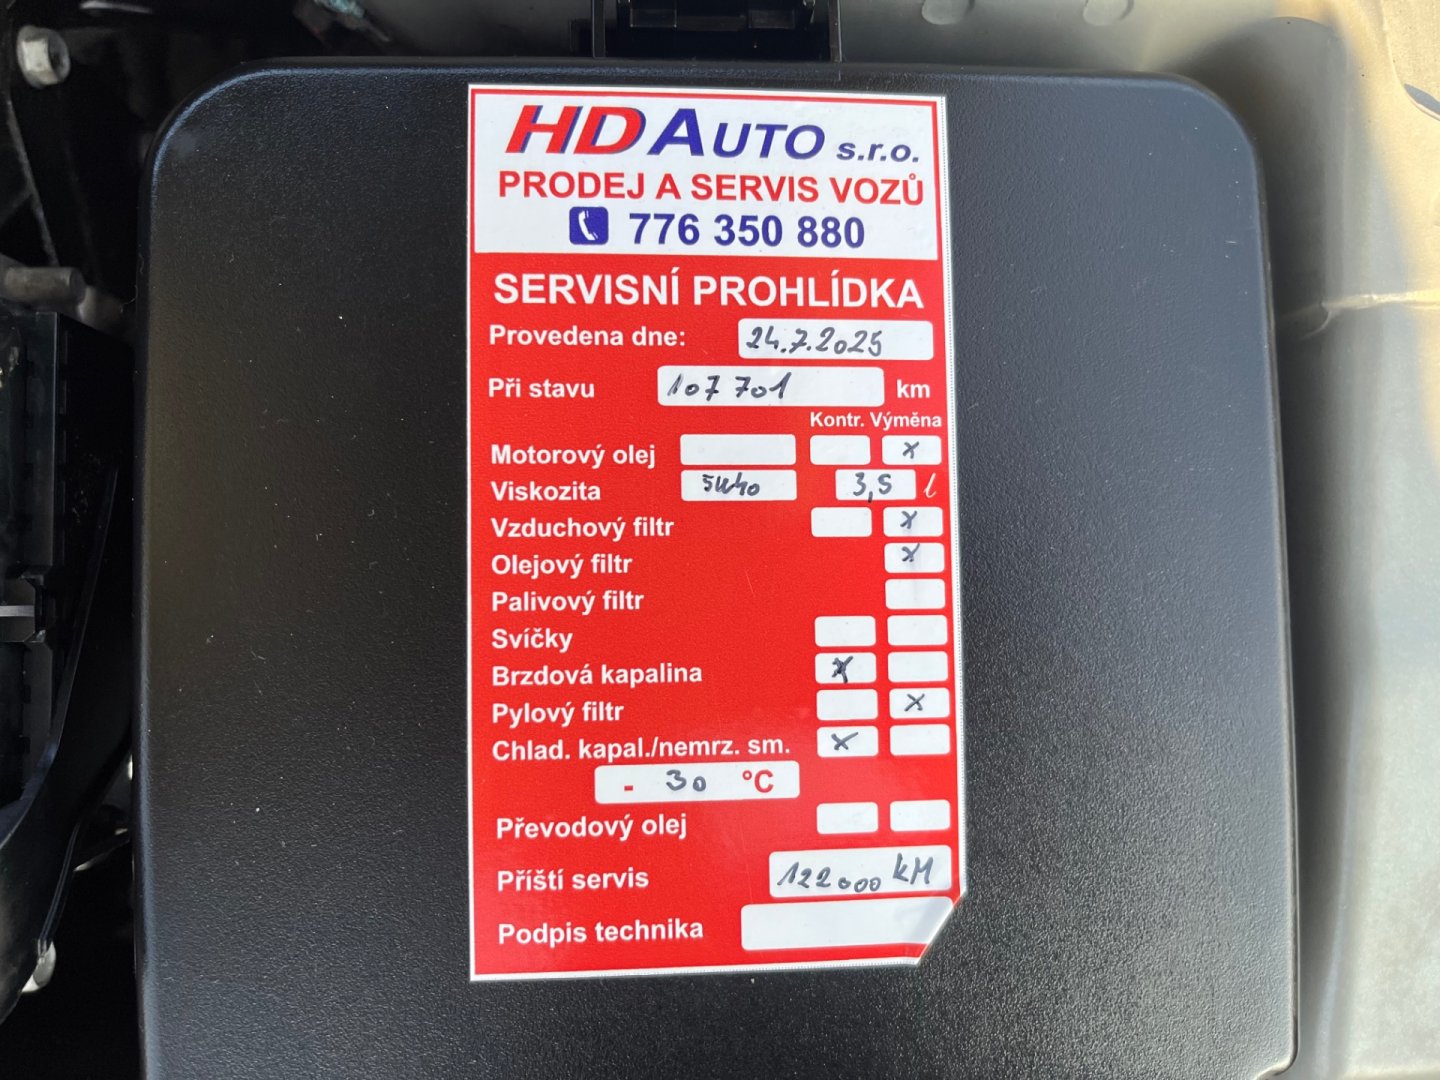 HDAUTO s.r.o.
PRODEJ A SERVIS VOZŮ
776 350 880
SERVISNÍ PROHLÍDKA
Provedena dne: 24.7.2025
Při stavu 107 701 km
Kontr. Výměna
Motorový olej x
Viskozita 5W40 3,5 l
Vzduchový filtr x
Olejový filtr x
Palivový filtr
Svíčky
Brzdová kapalina x
Pylový filtr x
Chlad. kapal./nemrz. sm. x
- 30 °C
Převodový olej
Příští servis 122000 kM
Podpis technika